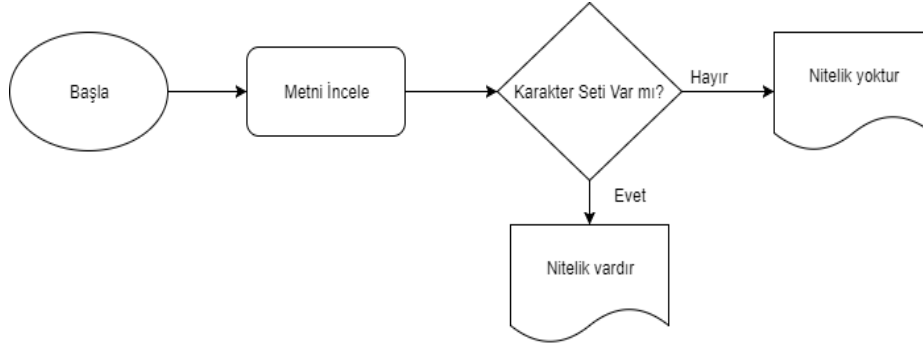 Başla
Metni İncele
Karakter Seti Var mı?
Hayır
Nitelik yoktur
Evet
Nitelik vardır